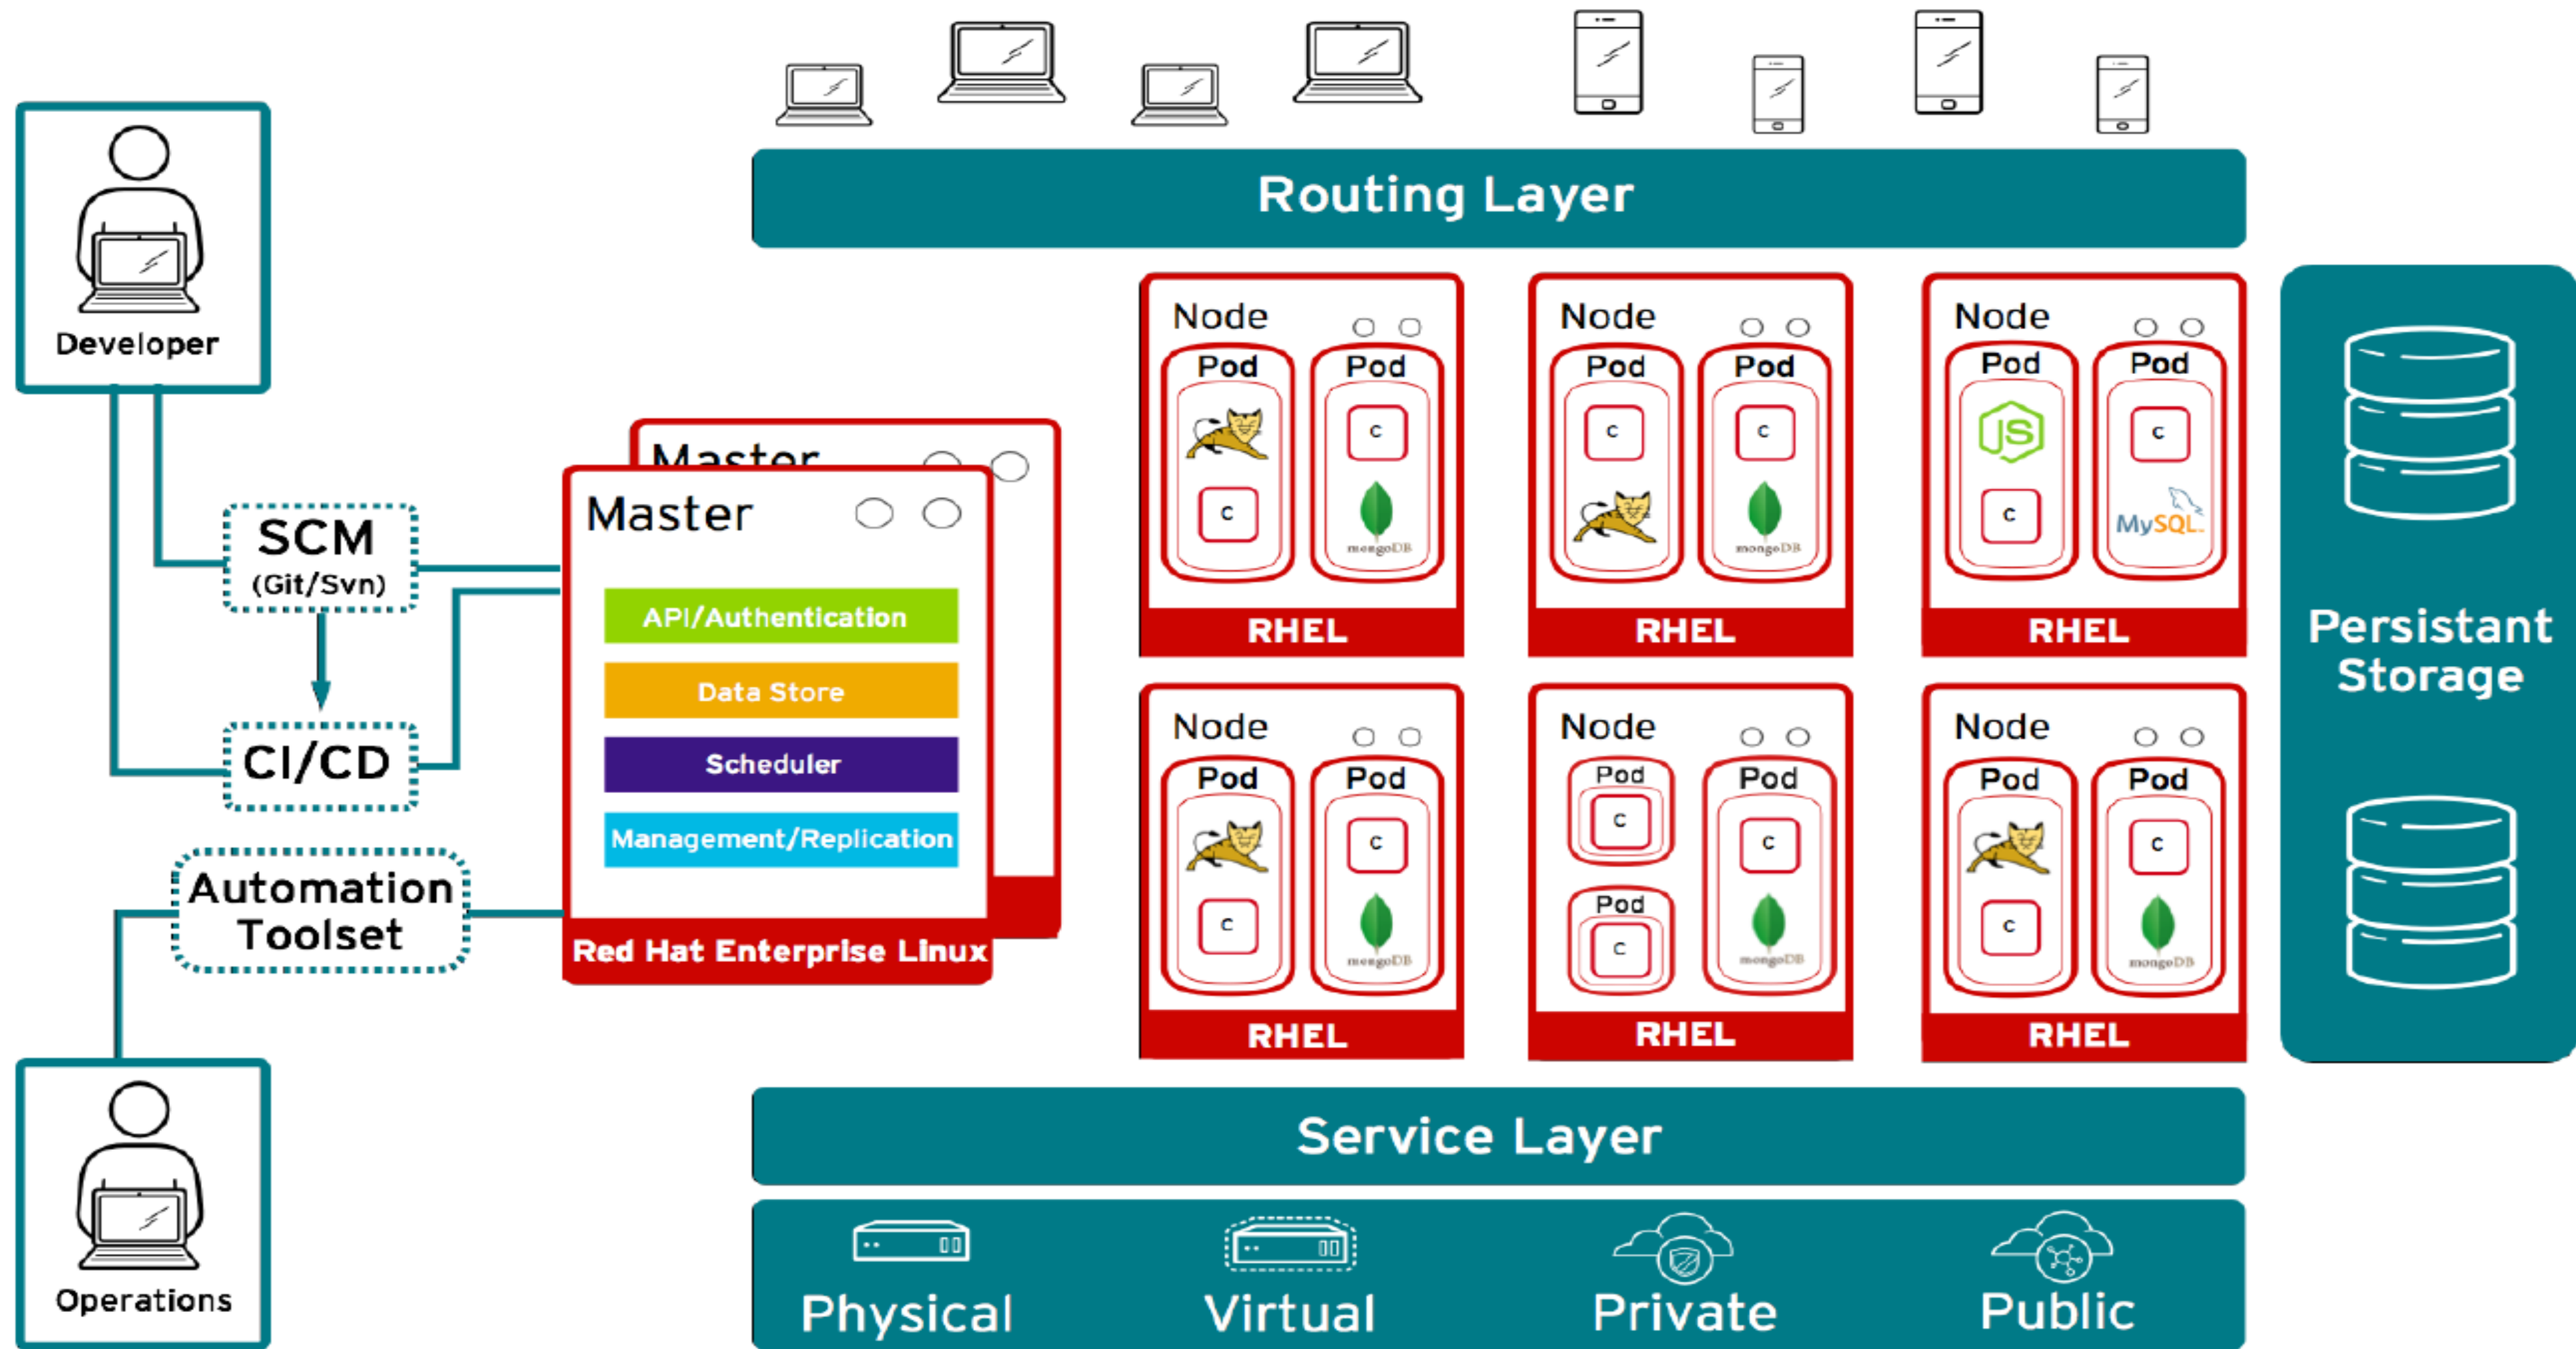 Routing Layer
Developer
SCM
(Git/Svn)
CI/CD
Automation
Toolset
Operations
Master
Master
API/Authentication
Data Store
Scheduler
Management/Replication
Red Hat Enterprise Linux
Node
Pod
C
Pod
C
mongoDB
RHEL
Node
Pod
C
Pod
C
mongoDB
RHEL
Node
Pod
JS
C
Pod
C
MySQL
RHEL
Node
Pod
C
Pod
C
mongoDB
RHEL
Node
Pod
C
Pod
C
Pod
C
mongoDB
RHEL
Node
Pod
C
Pod
C
mongoDB
RHEL
Persistant
Storage
Service Layer
Physical
Virtual
Private
Public